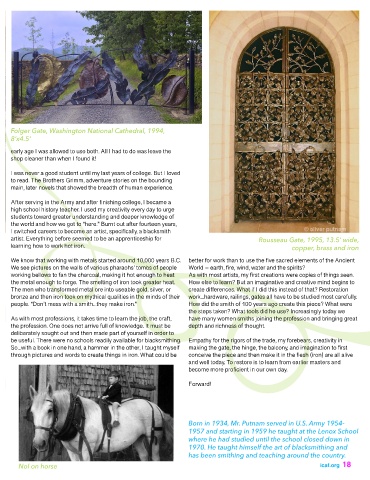 © silver putnam
Folger Gate, Washington National Cathedral, 1994,
8'x4.5'
early age I was allowed to use both. All I had to do was leave the
shop cleaner than when I found it!
I was never a good student until my last years of college. But I loved
to read. The Brothers Grimm, adventure stories on the bounding
main, later novels that showed the breadth of human experience.
After serving in the Army and after finishing college, I became a
high school history teacher. I used my creativity every day to urge
students toward greater understanding and deeper knowledge of
the world and how we got to "here." Burnt out after fourteen years,
I switched careers to become an artist, specifically, a blacksmith
artist. Everything before seemed to be an apprenticeship for
learning how to work hot iron.
Rousseau Gate, 1995, 13.5' wide,
copper, brass and iron
We know that working with metals started around 10,000 years B.C.
We see pictures on the walls of various pharaohs' tombs of people
working bellows to fan the charcoal, making it hot enough to heat
the metal enough to forge. The smelting of iron took greater heat.
The men who transformed metal ore into useable gold, silver, or
bronze and then iron took on mythical qualities in the minds of their
people. "Don't mess with a smith...they make iron."
As with most professions, it takes time to learn the job, the craft,
the profession. One does not arrive full of knowledge. It must be
deliberately sought out and then made part of yourself in order to
be useful. There were no schools readily available for blacksmithing.
So...with a book in one hand, a hammer in the other, I taught myself
through pictures and words to create things in iron. What could be
better for work than to use the five sacred elements of the Ancient
World — earth, fire, wind, water and the spirits?
As with most artists, my first creations were copies of things seen.
How else to learn? But an imaginative and creative mind begins to
create differences. What if I did this instead of that? Restoration
work...hardware, railings, gates all have to be studied most carefully.
How did the smith of 100 years ago create this piece? What were
the steps taken? What tools did he use? Increasingly today we
have many women smiths joining the profession and bringing great
depth and richness of thought.
Empathy for the rigors of the trade, my forebears, creativity in
making the gate, the hinge, the balcony, and imagination to first
conceive the piece and then make it in the flesh (iron) are all alive
and well today. To restore is to learn from earlier masters and
become more proficient in our own day.
Forward!
Born in 1934, Mr. Putnam served in U.S. Army 1954-
1957 and starting in 1959 he taught at the Lenox School
where he had studied until the school closed down in
1970. He taught himself the art of blacksmithing and
has been smithing and teaching around the country.
Nol on horse
ical.org 18